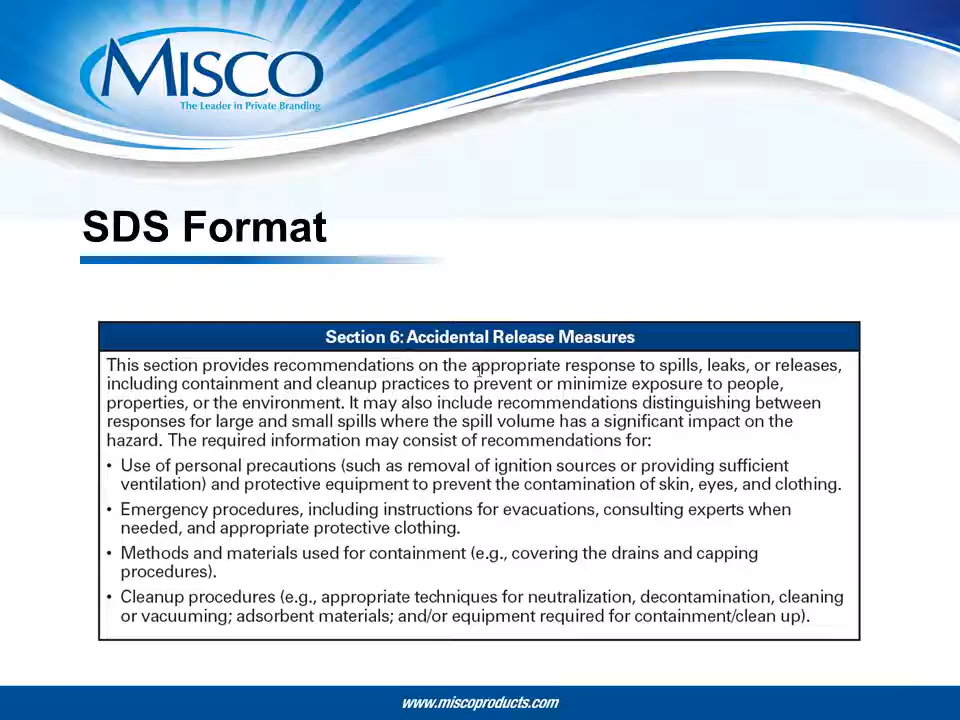 MISCO
The Leader in Private Branding
SDS Format
Section 6: Accidental Release Measures
This section provides recommendations on the appropriate response to spills, leaks, or releases,
including containment and cleanup practices to prevent or minimize exposure to people,
properties, or the environment. It may also include recommendations distinguishing between
responses for large and small spills where the spill volume has a significant impact on the
hazard. The required information may consist of recommendations for:
• Use of personal precautions (such as removal of ignition sources or providing sufficient
ventilation) and protective equipment to prevent the contamination of skin, eyes, and clothing.
• Emergency procedures, including instructions for evacuations, consulting experts when
needed, and appropriate protective clothing.
• Methods and materials used for containment (e.g., covering the drains and capping
procedures).
• Cleanup procedures (e.g., appropriate techniques for neutralization, decontamination, cleaning
or vacuuming; adsorbent materials; and/or equipment required for containment/clean up).
www.miscoproducts.com